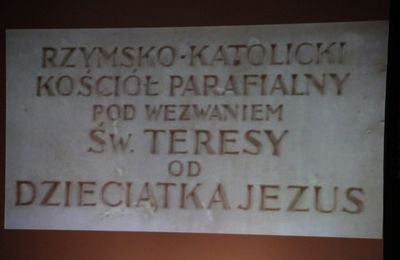 RZYMSKO-KATOLICKI
KOŚCIÓŁ PARAFIALNY
POD WEZWANIEM
ŚW. TERESY
OD
DZIECIĄTKA JEZUS